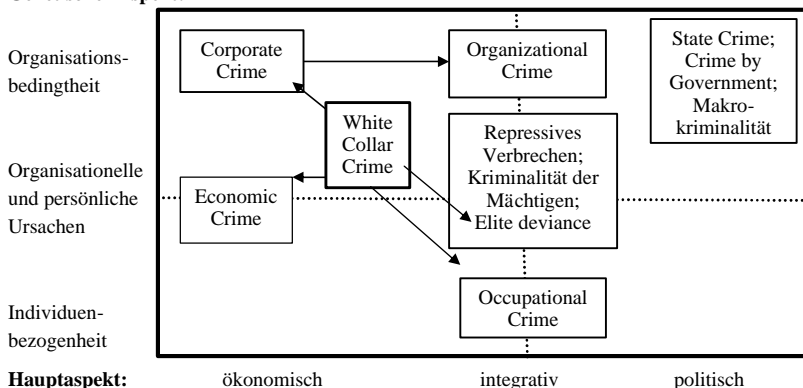 Organisations-
bedingtheit
Corporate
Crime
Organizational
Crime
State Crime;
Crime by
Government;
Makro-
kriminalität
White
Collar
Crime
Organisationelle
und persönliche
Ursachen
Economic
Crime
Repressives
Verbrechen;
Kriminalität der
Mächtigen;
Elite deviance
Individuen-
bezogenheit
Occupational
Crime
Hauptaspekt:
ökonomisch
integrativ
politisch